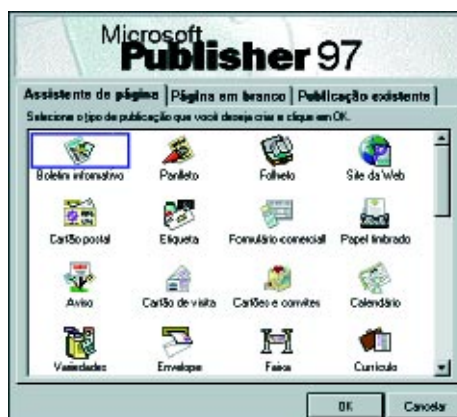 Microsoft
Publisher 97
Assistente de página | Página em branco | Publicação existente
Selecione o tipo de publicação que você deseja criar e clique em OK.
Boletim informativo Panfleto Folheto Site da Web
Cartão postal Etiqueta Formulário comercial Papel timbrado
Aviso Cartão de visita Cartões e convites Calendário
Variedades Envelope Faixa Currículo
OK Cancelar